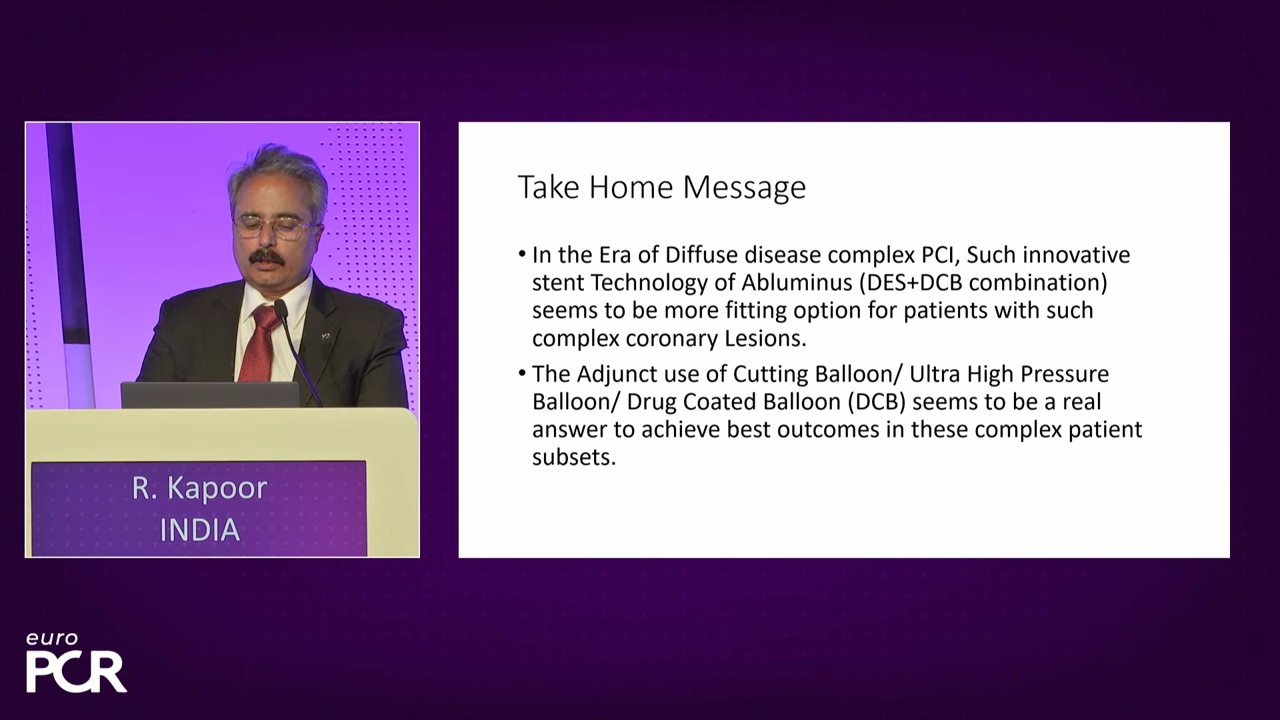 Take Home Message
• In the Era of Diffuse disease complex PCI, Such innovative
stent Technology of Abluminus (DES+DCB combination)
seems to be more fitting option for patients with such
complex coronary Lesions.
• The Adjunct use of Cutting Balloon/ Ultra High Pressure
Balloon/ Drug Coated Balloon (DCB) seems to be a real
answer to achieve best outcomes in these complex patient
subsets.
R. Kapoor
INDIA
euro
PCR